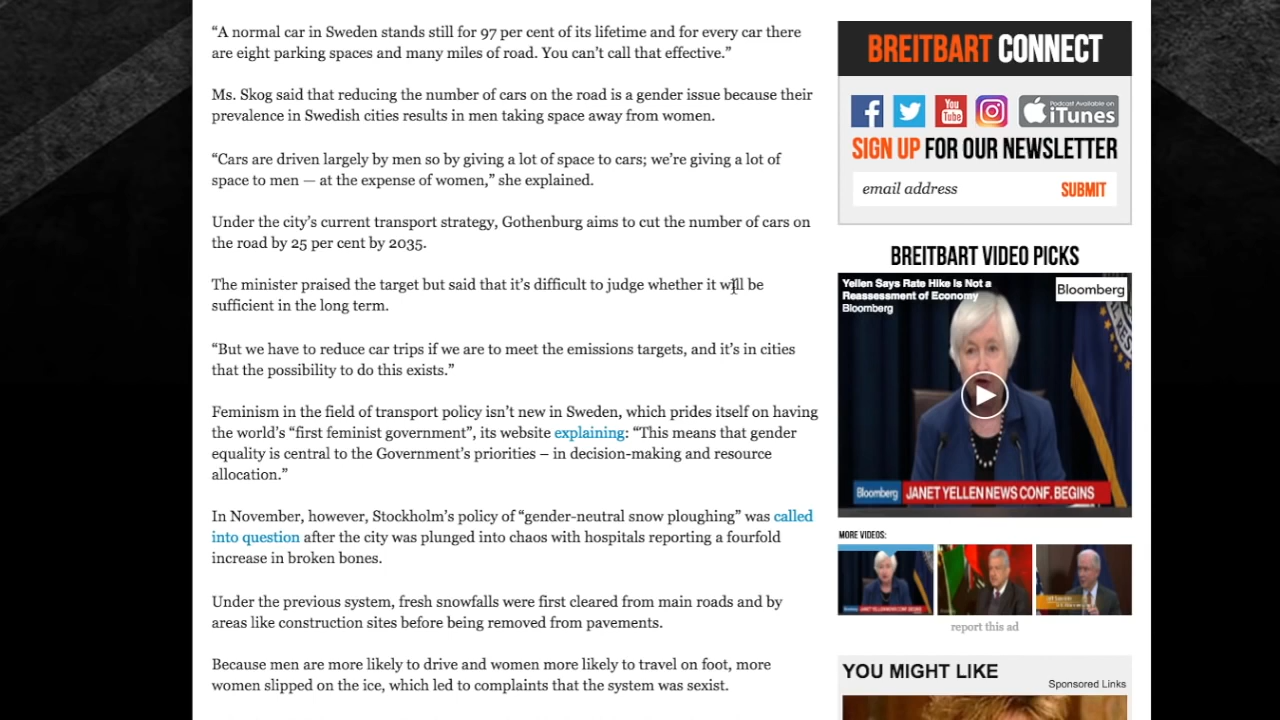 “A normal car in Sweden stands still for 97 per cent of its lifetime and for every car there
are eight parking spaces and many miles of road. You can’t call that effective.”
Ms. Skog said that reducing the number of cars on the road is a gender issue because their
prevalence in Swedish cities results in men taking space away from women.
“Cars are driven largely by men so by giving a lot of space to cars; we’re giving a lot of
space to men — at the expense of women,” she explained.
Under the city’s current transport strategy, Gothenburg aims to cut the number of cars on
the road by 25 per cent by 2035.
The minister praised the target but said that it’s difficult to judge whether it will be
sufficient in the long term.
“But we have to reduce car trips if we are to meet the emissions targets, and it’s in cities
that the possibility to do this exists.”
Feminism in the field of transport policy isn’t new in Sweden, which prides itself on having
the world’s “first feminist government”, its website explaining: “This means that gender
equality is central to the Government’s priorities – in decision-making and resource
allocation.”
In November, however, Stockholm’s policy of “gender-neutral snow ploughing” was called
into question after the city was plunged into chaos with hospitals reporting a fourfold
increase in broken bones.
Under the previous system, fresh snowfalls were first cleared from main roads and by
areas like construction sites before being removed from pavements.
Because men are more likely to drive and women more likely to travel on foot, more
women slipped on the ice, which led to complaints that the system was sexist.
BREITBART CONNECT
You
Tube
Podcast Available on
iTunes
SIGN UP FOR OUR NEWSLETTER
email address SUBMIT
BREITBART VIDEO PICKS
Yellen Says Rate Hike Is Not a
Reassessment of Economy
Bloomberg
Bloomberg
Bloomberg JANET YELLEN NEWS CONF. BEGINS
MORE VIDEOS:
report this ad
YOU MIGHT LIKE
Sponsored Links